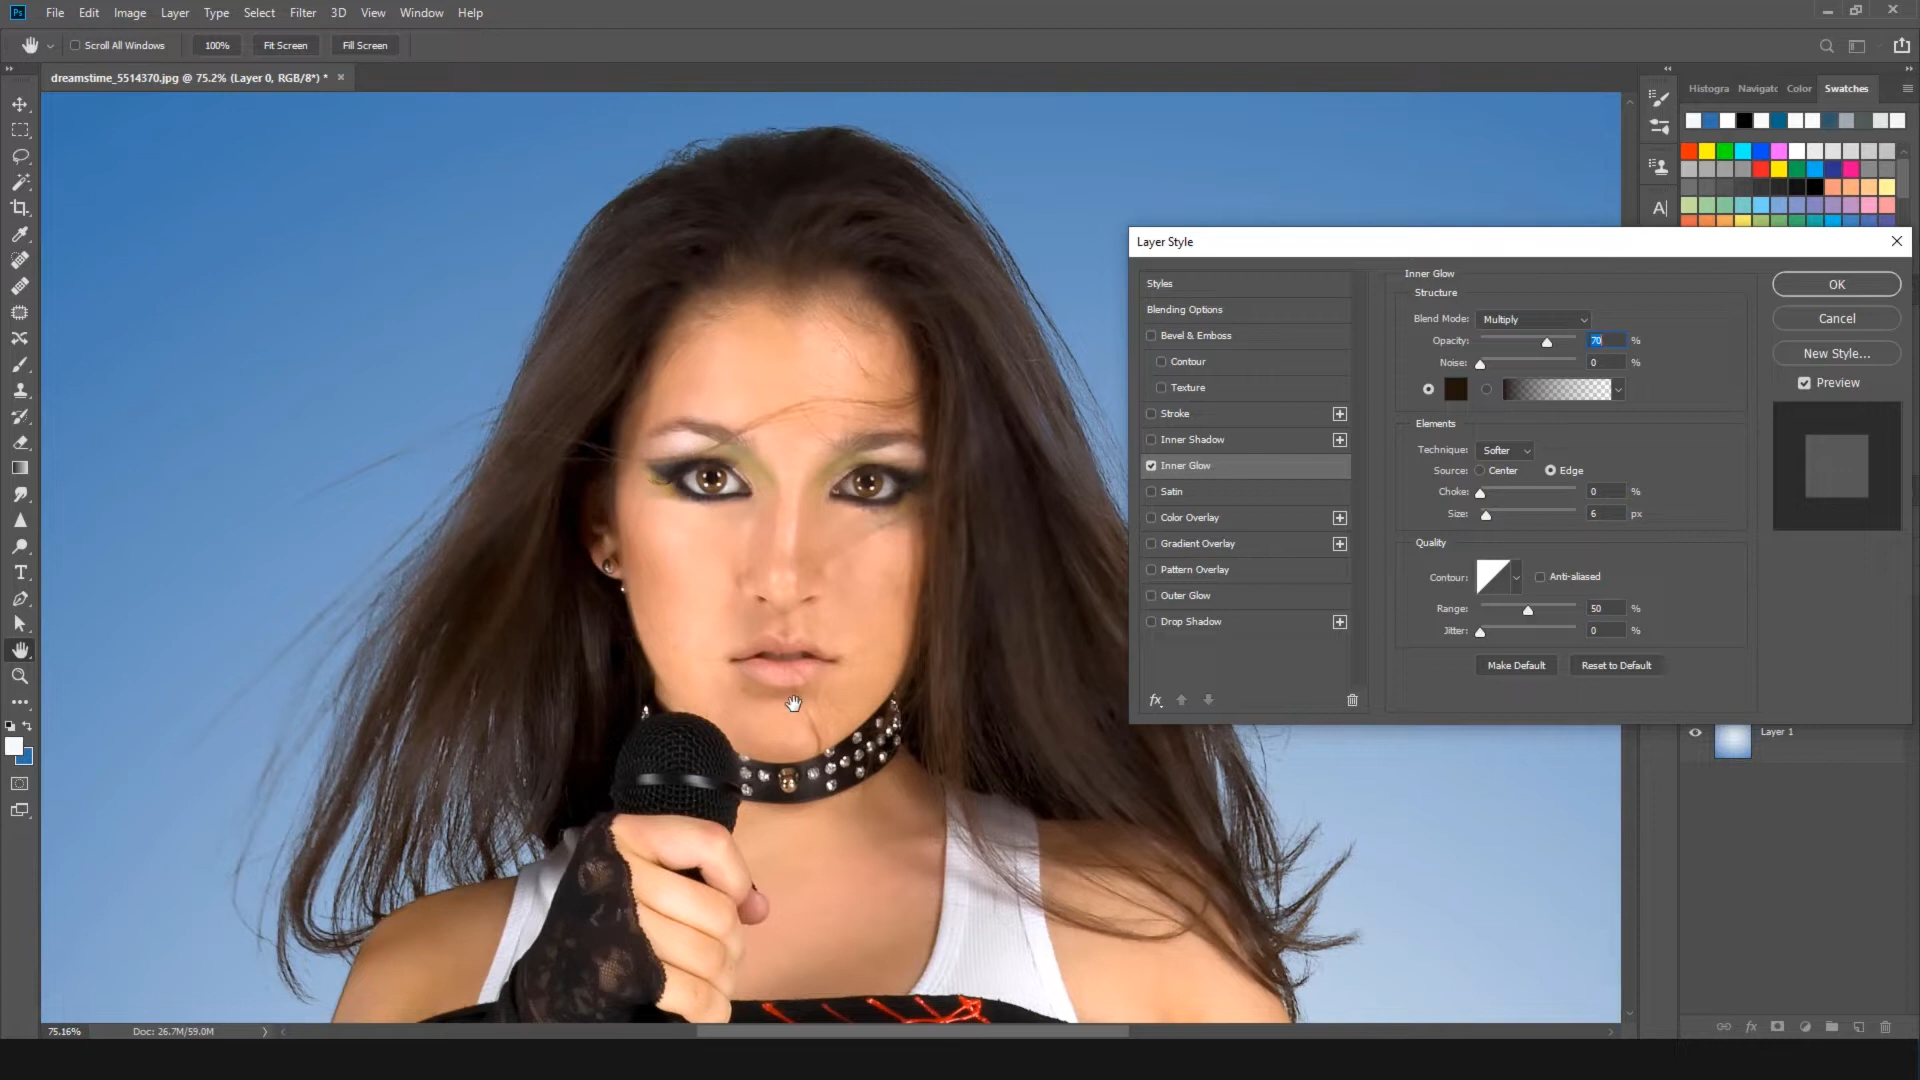 Ps File Edit Image Layer Type Select Filter 3D View Window Help
Scroll All Windows 100% Fit Screen Fill Screen
dreamstime_5514370.jpg @ 75.2% (Layer 0, RGB/8*) * ×
Histogra Navigatc Color Swatches
Layer Style
Styles
Blending Options
Bevel & Emboss
Contour
Texture
Stroke
Inner Shadow
Inner Glow
Satin
Color Overlay
Gradient Overlay
Pattern Overlay
Outer Glow
Drop Shadow
fx
Inner Glow
Structure
Blend Mode: Multiply
Opacity: 70 %
Noise: 0 %
Elements
Technique: Softer
Source: Center Edge
Choke: 0 %
Size: 6 px
Quality
Contour: Anti-aliased
Range: 50 %
Jitter: 0 %
Make Default Reset to Default
OK
Cancel
New Style...
Preview
Layer 1
75.16% Doc: 26.7M/59.0M
fx